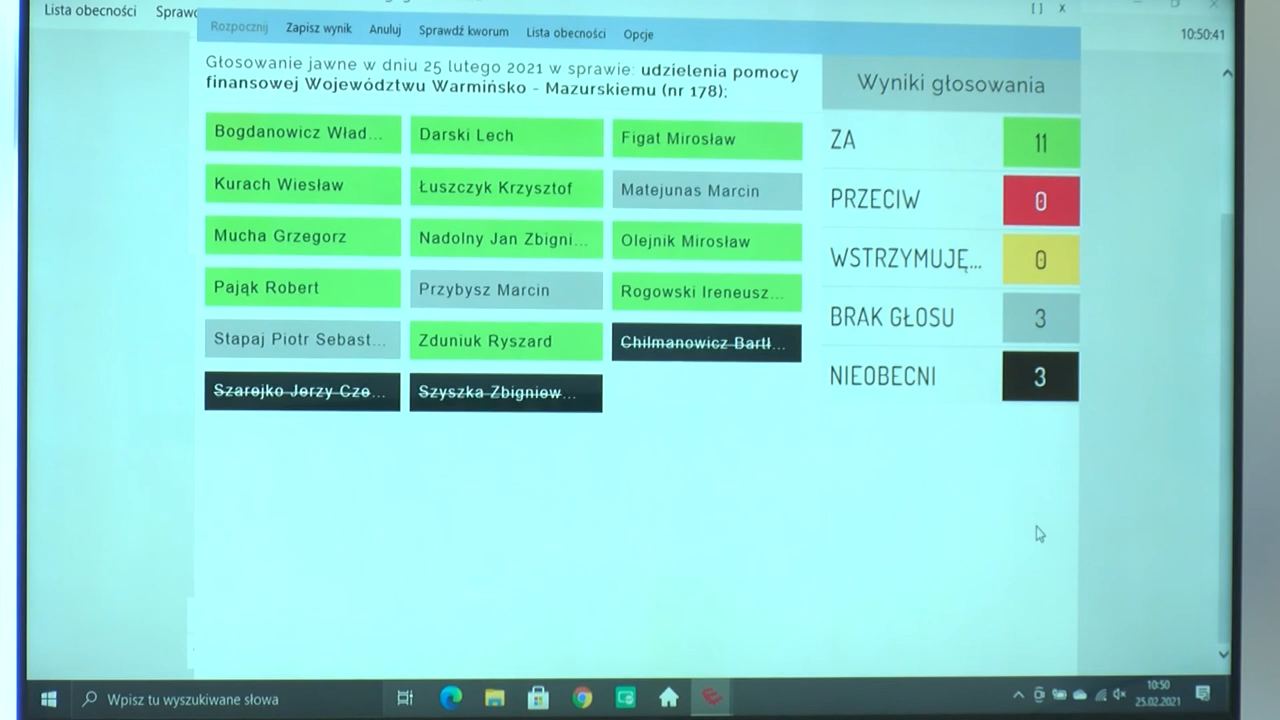 Lista obecności
[ ] x
10:50:41
Rozpocznij Zapisz wynik Anuluj Sprawdź kworum Lista obecności Opcje
Głosowanie jawne w dniu 25 lutego 2021 w sprawie: udzielenia pomocy
finansowej Województwu Warmińsko - Mazurskiemu (nr 178):
Bogdanowicz Wład... Darski Lech Figat Mirosław
Kurach Wiesław Łuszczyk Krzysztof Matejunas Marcin
Mucha Grzegorz Nadolny Jan Zbigni... Olejnik Mirosław
Pająk Robert Przybysz Marcin Rogowski Ireneusz...
Stapaj Piotr Sebast... Zduniuk Ryszard Chilmanowicz Bartł...
Szarejko Jerzy Cze... Szyszka Zbigniew...
Wyniki głosowania
ZA 11
PRZECIW 0
WSTRZYMUJĘ... 0
BRAK GŁOSU 3
NIEOBECNI 3
Wpisz tu wyszukiwane słowa
10:50
25.02.2021